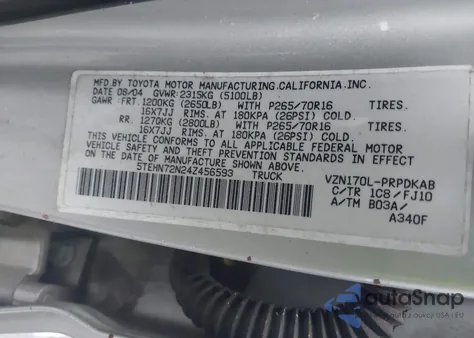 MFD.BY TOYOTA MOTOR MANUFACTURING,CALIFORNIA,INC.
DATE 08/04 GVWR:2315KG (5100LB)
GAWR: FRT. 1200KG (2650LB) WITH P265/70R16 TIRES.
16X7JJ RIMS. AT 180KPA (26PSI) COLD.
RR. 1270KG (2800LB) WITH P265/70R16 TIRES.
16X7JJ RIMS. AT 180KPA (26PSI) COLD.
THIS VEHICLE CONFORMS TO ALL APPLICABLE FEDERAL MOTOR
VEHICLE SAFETY AND THEFT PREVENTION STANDARDS IN EFFECT
ON THE DATE OF MANUFACTURE SHOWN ABOVE.
5TEHN72N24Z456593 TRUCK
VZN170L-PRPDKAB
C/TR 1C8/FJ10
A/TM B03A/
A340F
autoSnap